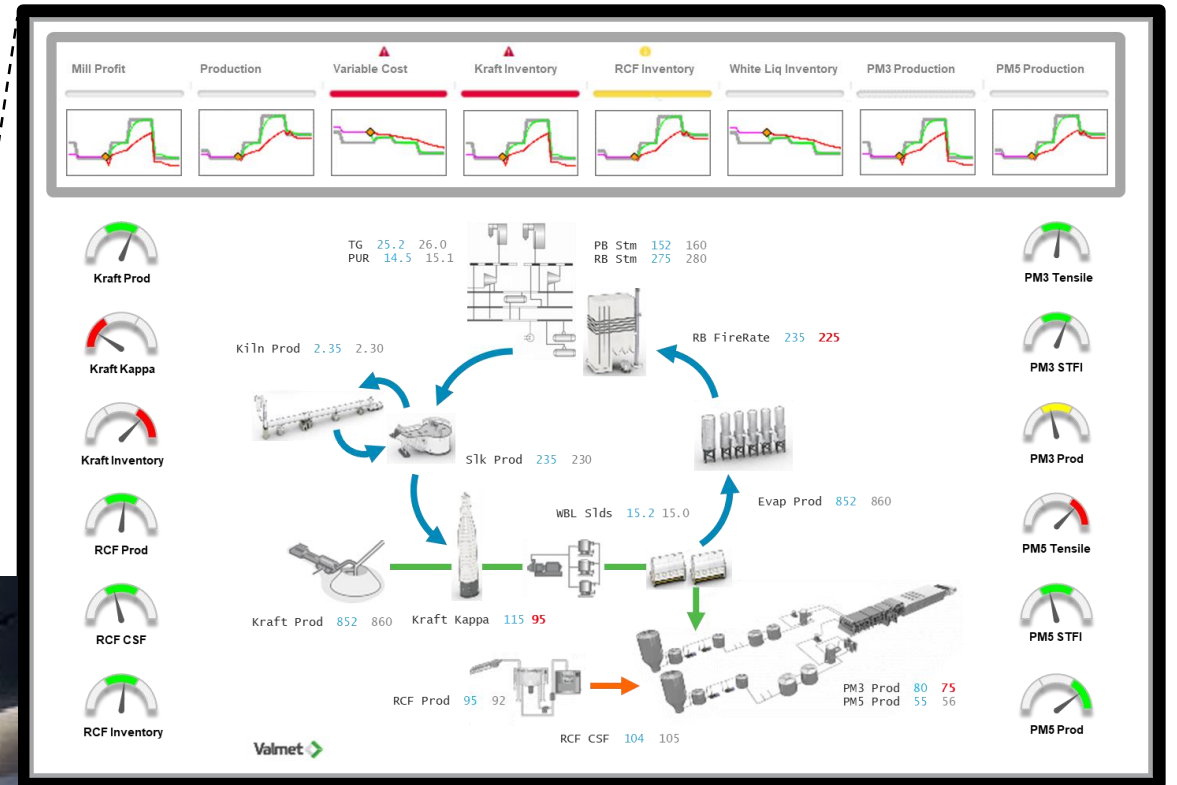 Mill Profit
Production
Variable Cost
Kraft Inventory
RCF Inventory
White Liq Inventory
PM3 Production
PM5 Production
Kraft Prod
Kraft Kappa
Kraft Inventory
RCF Prod
RCF CSF
RCF Inventory
TG 25.2 26.0
PUR 14.5 15.1
PB Stm 152 160
RB Stm 275 280
RB FireRate 235 225
Kiln Prod 2.35 2.30
Slk Prod 235 230
WBL Slds 15.2 15.0
Evap Prod 852 860
Kraft Prod 852 860
Kraft Kappa 115 95
RCF Prod 95 92
PM3 Prod 80 75
PM5 Prod 55 56
RCF CSF 104 105
Valmet
PM3 Tensile
PM3 STFI
PM3 Prod
PM5 Tensile
PM5 STFI
PM5 Prod